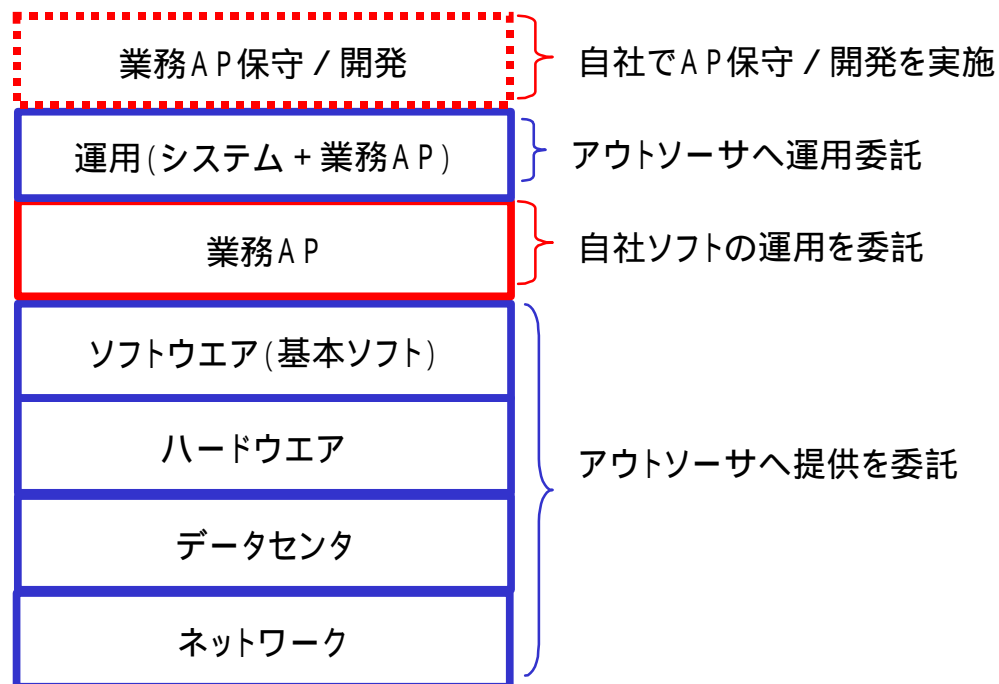 業務AP保守/開発
自社でAP保守/開発を実施
運用(システム+業務AP)
アウトソーサへ運用委託
業務AP
自社ソフトの運用を委託
ソフトウエア(基本ソフト)
ハードウエア
アウトソーサへ提供を委託
データセンタ
ネットワーク